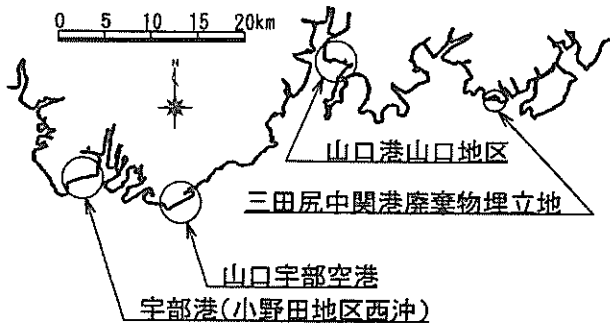 0 5 10 15 20km
N
山口港山口地区
三田尻中関港廃棄物埋立地
山口宇部空港
宇部港(小野田地区西沖)